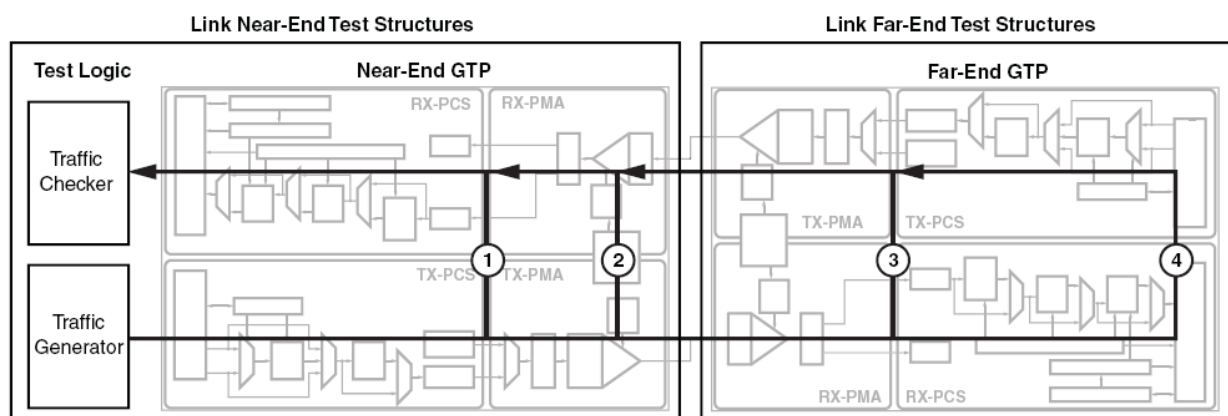 Link Near-End Test Structures
Link Far-End Test Structures
Test Logic
Near-End GTP
Far-End GTP
RX-PCS
RX-PMA
Traffic
Checker
TX-PMA
TX-PCS
1
2
3
4
TX-PCS
TX-PMA
Traffic
Generator
RX-PMA
RX-PCS